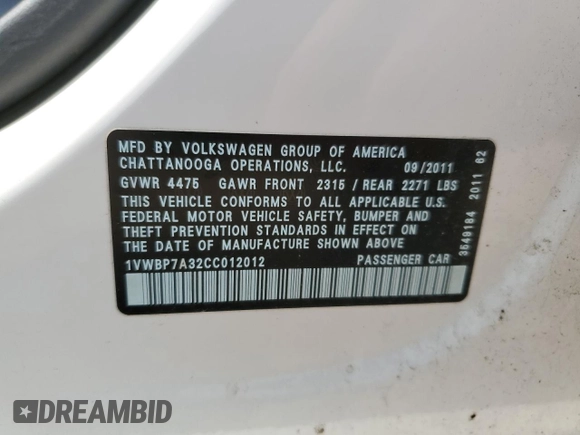 MFD BY VOLKSWAGEN GROUP OF AMERICA
CHATTANOOGA OPERATIONS, LLC. 09/2011
GVWR 4475 GAWR FRONT 2315 / REAR 2271 LBS
THIS VEHICLE CONFORMS TO ALL APPLICABLE U.S.
FEDERAL MOTOR VEHICLE SAFETY, BUMPER AND
THEFT PREVENTION STANDARDS IN EFFECT ON
THE DATE OF MANUFACTURE SHOWN ABOVE
1VWBP7A32CC012012 PASSENGER CAR
3549184 2011 62
DREAMBID